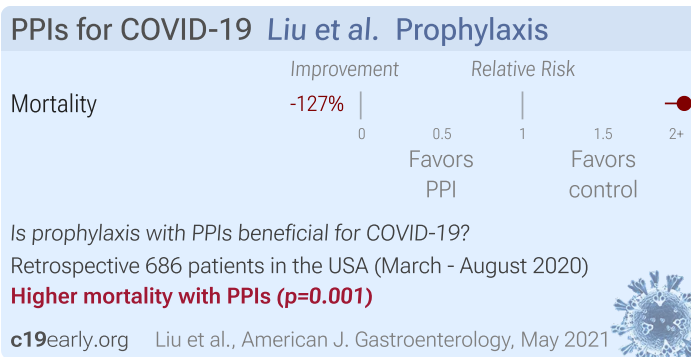 PPIs for COVID-19 Liu et al. Prophylaxis
Improvement Relative Risk
Mortality -127%
0 0.5 1 1.5 2+
Favors Favors
PPI control
Is prophylaxis with PPIs beneficial for COVID-19?
Retrospective 686 patients in the USA (March - August 2020)
Higher mortality with PPIs (p=0.001)
c19early.org Liu et al., American J. Gastroenterology, May 2021